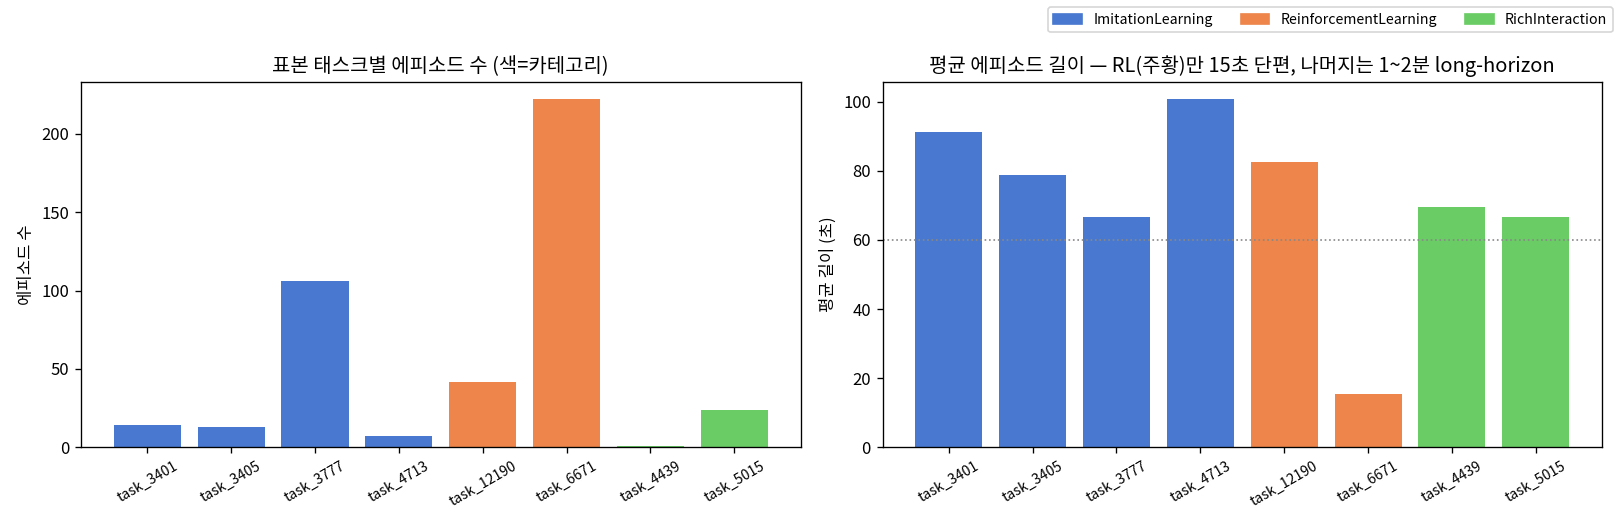 ImitationLearning ReinforcementLearning RichInteraction
표본 태스크별 에피소드 수 (색=카테고리)
에피소드 수
200
150
100
50
0
task_3401 task_3405 task_3777 task_4713 task_12190 task_6671 task_4439 task_5015
평균 에피소드 길이 — RL(주황)만 15초 단편, 나머지는 1~2분 long-horizon
평균 길이 (초)
100
80
60
40
20
0
task_3401 task_3405 task_3777 task_4713 task_12190 task_6671 task_4439 task_5015